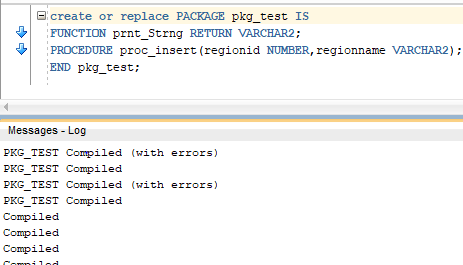 create or replace PACKAGE pkg_test IS
FUNCTION prnt_Strng RETURN VARCHAR2;
PROCEDURE proc_insert(regionid NUMBER,regionname VARCHAR2);
END pkg_test;
Messages - Log
PKG_TEST Compiled (with errors)
PKG_TEST Compiled
PKG_TEST Compiled (with errors)
PKG_TEST Compiled
Compiled
Compiled
Compiled
Compiled